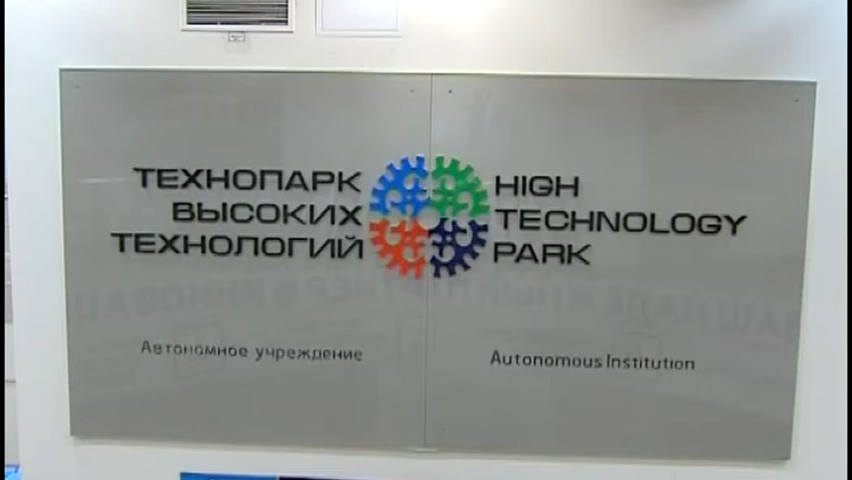 ТЕХНОПАРК
ВЫСОКИХ
ТЕХНОЛОГИЙ
HIGH
TECHNOLOGY
PARK
Автономное учреждение
Autonomous Institution